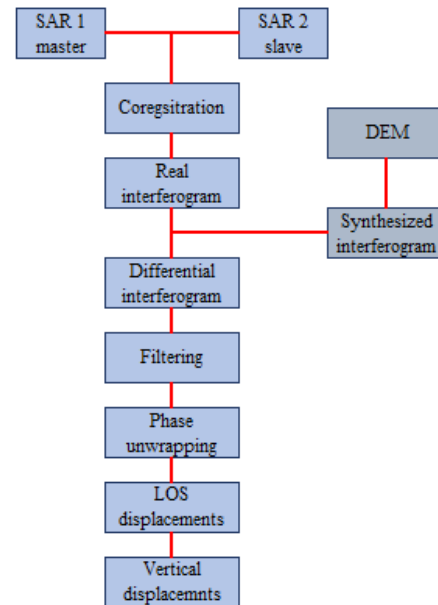 SAR 1
master
SAR 2
slave
Coregsitration
DEM
Real
interferogram
Synthesized
interferogram
Differential
interferogram
Filtering
Phase
unwrapping
LOS
displacements
Vertical
displacemnts